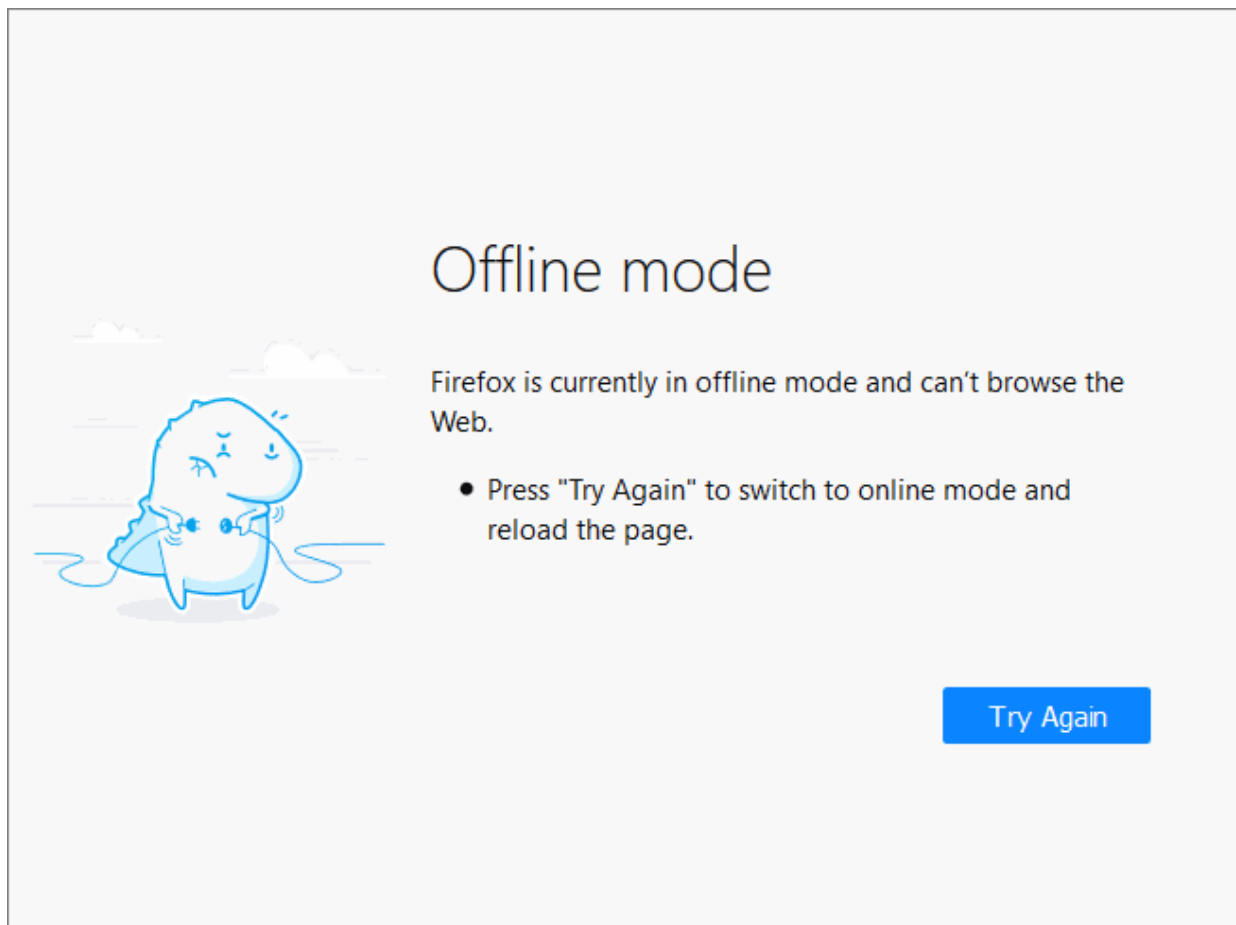 Offline mode
Firefox is currently in offline mode and can’t browse the
Web.
Press "Try Again" to switch to online mode and
reload the page.
Try Again